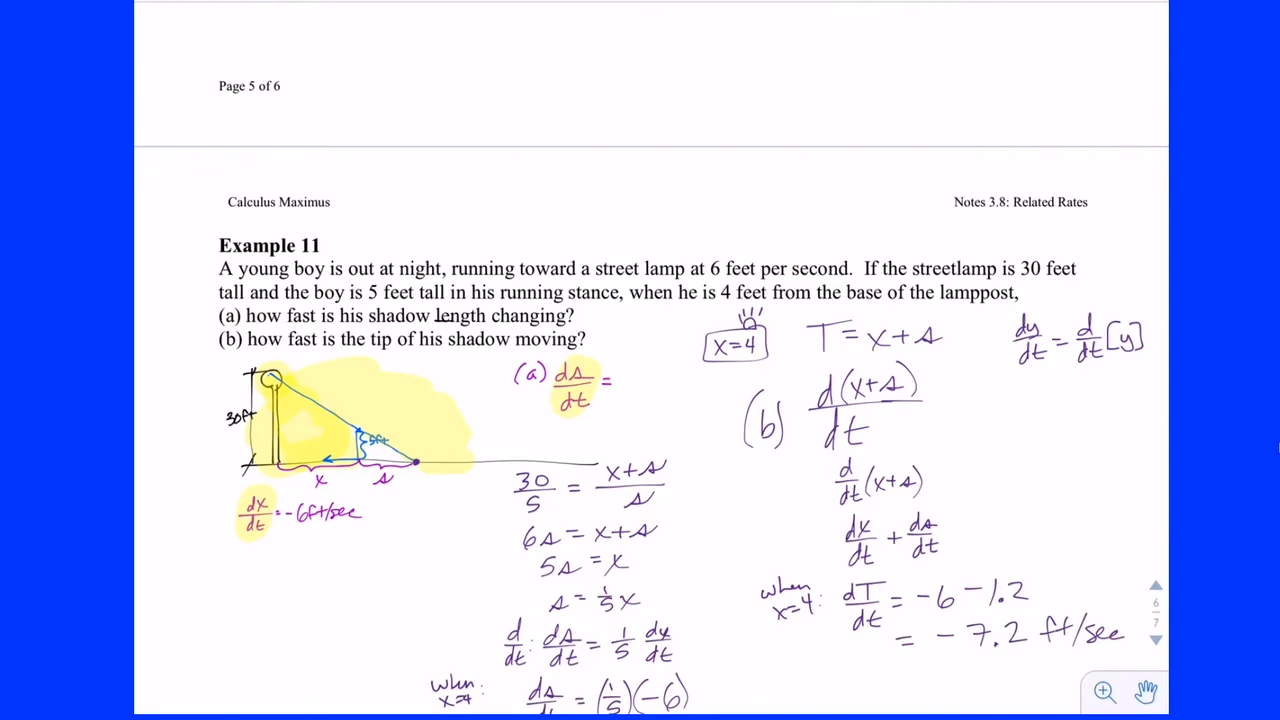 Page 5 of 6
Calculus Maximus
Notes 3.8: Related Rates
Example 11
A young boy is out at night, running toward a street lamp at 6 feet per second. If the streetlamp is 30 feet
tall and the boy is 5 feet tall in his running stance, when he is 4 feet from the base of the lamppost,
(a) how fast is his shadow length changing?
(b) how fast is the tip of his shadow moving?
30ft
5ft
x
s
dx/dt = -6ft/sec
(a) ds/dt =
30/5 = x+s/s
6s = x+s
5s = x
s = 1/5 x
d/dt: ds/dt = 1/5 dx/dt
when x=4: ds/dt = (1/5)(-6)
x=4
T = x+s
dy/dt = d/dt [y]
(b) d(x+s)/dt
d/dt (x+s)
dx/dt + ds/dt
when x=4: dT/dt = -6 -1.2
= -7.2 ft/sec
6
7